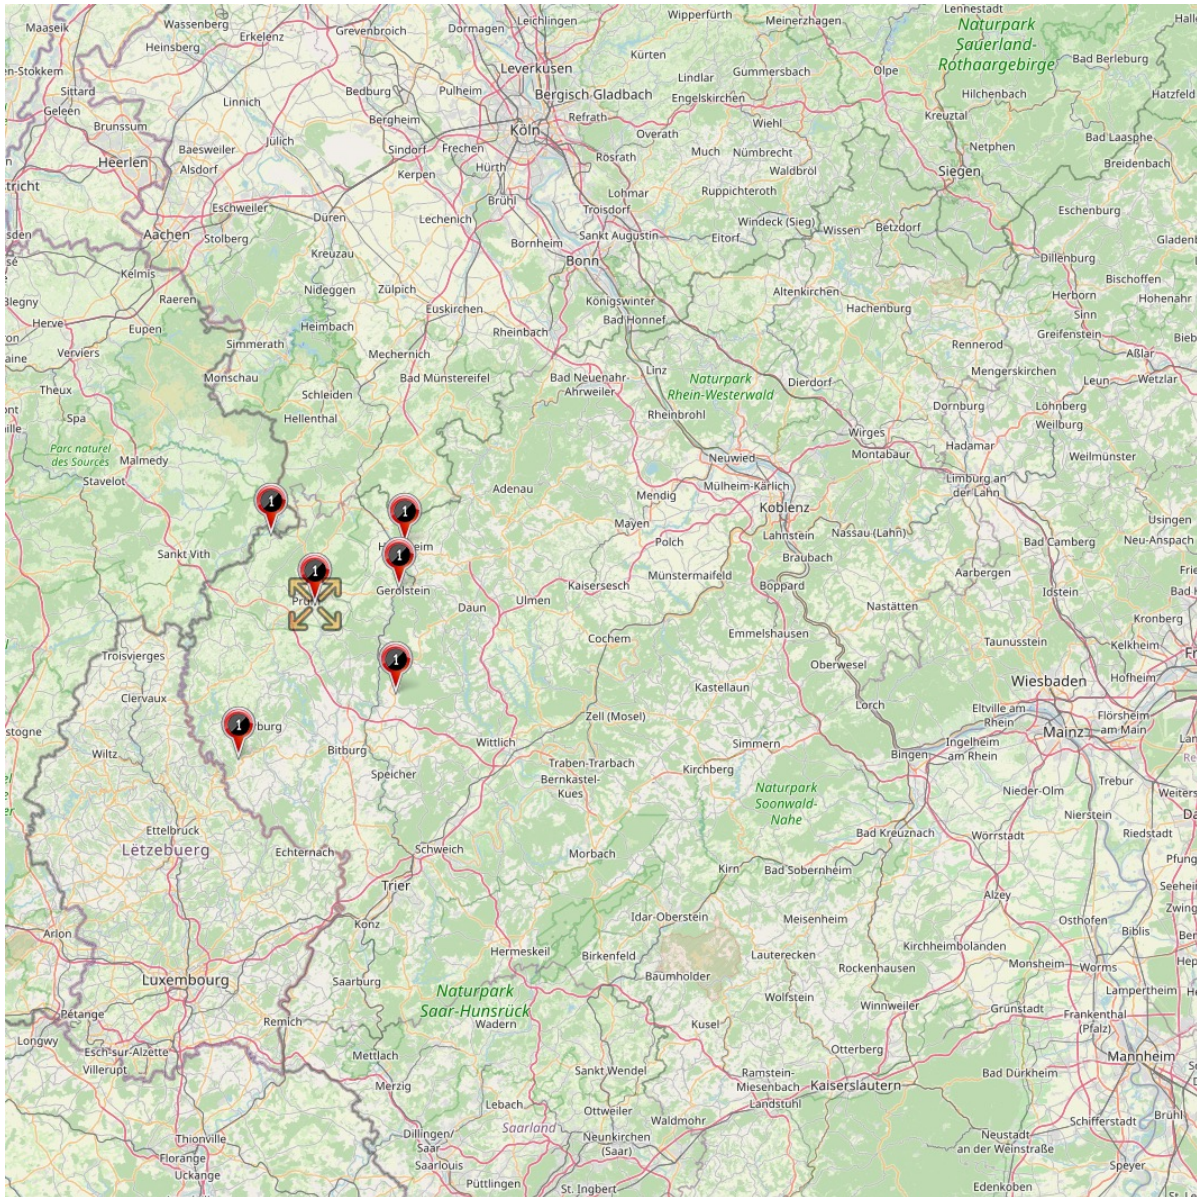 Maaseik
Wassenberg
Erkelenz
Grevenbroich
Dormagen
Leichlingen
Wipperfürth
Meinerzhagen
Lennestadt
Naturpark
Sauerland-
Rothaargebirge
Heinsberg
Leverkusen
Kürten
Bad Berleburg
en-Stokkem
Sittard
Geleen
Linnich
Bedburg
Pulheim
Bergisch Gladbach
Lindlar
Gummersbach
Olpe
Hilchenbach
Hatzfeld
Brunssum
Bergheim
Engelskirchen
Kreuztal
Heerlen
Baesweiler
Alsdorf
Jülich
Sindorf
Frechen
Köln
Refrath
Overath
Wiehl
Bad Laasphe
Kerpen
Hürth
Rösrath
Much
Nümbrecht
Waldbröl
Netphen
Siegen
Breidenbach
Eschweiler
Düren
Lechenich
Brühl
Lohmar
Troisdorf
Ruppichteroth
Windeck (Sieg)
Eschenburg
Aachen
Stolberg
Kreuzau
Bornheim
Sankt Augustin
Eitorf
Wissen
Betzdorf
Bonn
Dillenburg
Kelmis
Raeren
Nideggen
Zülpich
Königswinter
Altenkirchen
Bischoffen
Blegny
Herve
Eupen
Heimbach
Euskirchen
Rheinbach
Bad Honnef
Hachenburg
Herborn
Sinn
Hohenahr
Verviers
Simmerath
Mechernich
Rennerod
Greifenstein
Aßlar
Theux
Monschau
Schleiden
Bad Münstereifel
Bad Neuenahr-
Ahrweiler
Linz
Naturpark
Rhein-Westerwald
Dierdorf
Mengerskirchen
Leun
Wetzlar
Spa
Hellenthal
Rheinbrohl
Dornburg
Löhnberg
Weilburg
Parc naturel
des Sources
Malmedy
Stavelot
Wirges
Montabaur
Hadamar
Weilmünster
Adenau
Neuwied
Mülheim-Kärlich
Limburg an
der Lahn
1
1
Mendig
Koblenz
Usingen
Neu-Anspach
Mayen
Polch
Lahnstein
Nassau (Lahn)
Bad Camberg
Sankt Vith
1
1
Braubach
Gerolstein
Daun
Ulmen
Kaisersesch
Münstermaifeld
Boppard
Aarbergen
Idstein
Nastätten
Kronberg
Troisvierges
Cochem
Emmelshausen
Taunusstein
Kelkheim
1
Oberwesel
Hofheim
Clervaux
Kastellaun
Wiesbaden
Lorch
Eltville am
Rhein
Flörsheim
am Main
1
Zell (Mosel)
Mainz
Wiltz
Bitburg
Wittlich
Simmern
Bingen
Ingelheim
am Rhein
Speicher
Traben-Trarbach
Bernkastel-
Kues
Kirchberg
Trebur
Naturpark
Soonwald-
Nahe
Nieder-Olm
Nierstein
Ettelbruck
Lëtzebuerg
Echternach
Schweich
Morbach
Bad Kreuznach
Wörrstadt
Riedstadt
Kirn
Bad Sobernheim
Trier
Alzey
Konz
Idar-Oberstein
Meisenheim
Osthofen
Biblis
Arlon
Hermeskeil
Birkenfeld
Lauterecken
Kirchheimbolanden
Monsheim
Worms
Luxembourg
Saarburg
Naturpark
Saar-Hunsrück
Baumholder
Rockenhausen
Lampertheim
Pétange
Remich
Wadern
Wolfstein
Winnweiler
Grünstadt
Frankenthal
(Pfalz)
Longwy
Esch-sur-Alzette
Villerupt
Mettlach
Kusel
Otterberg
Mannheim
Merzig
Sankt Wendel
Ramstein-
Miesenbach
Landstuhl
Kaiserslautern
Bad Dürkheim
Lebach
Ottweiler
Waldmohr
Schifferstadt
Brühl
Thionville
Florange
Uckange
Dillingen/
Saar
Saarlouis
Saarland
Neunkirchen
(Saar)
Neustadt
an der Weinstraße
Speyer
Püttlingen
St. Ingbert
Edenkoben